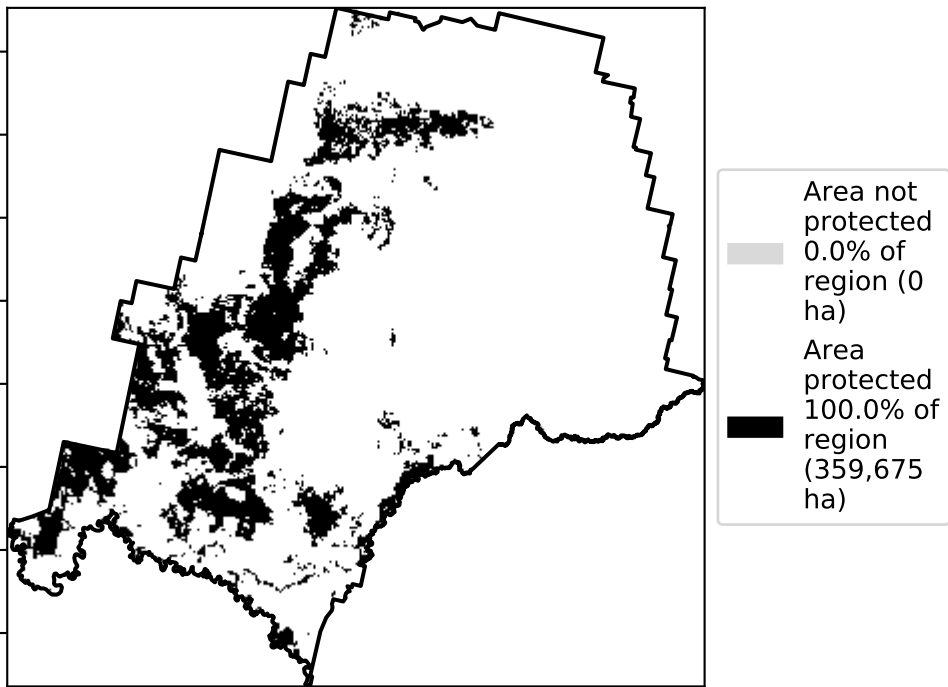 Area not
protected
0.0% of
region (0
ha)
Area
protected
100.0% of
region
(359,675
ha)